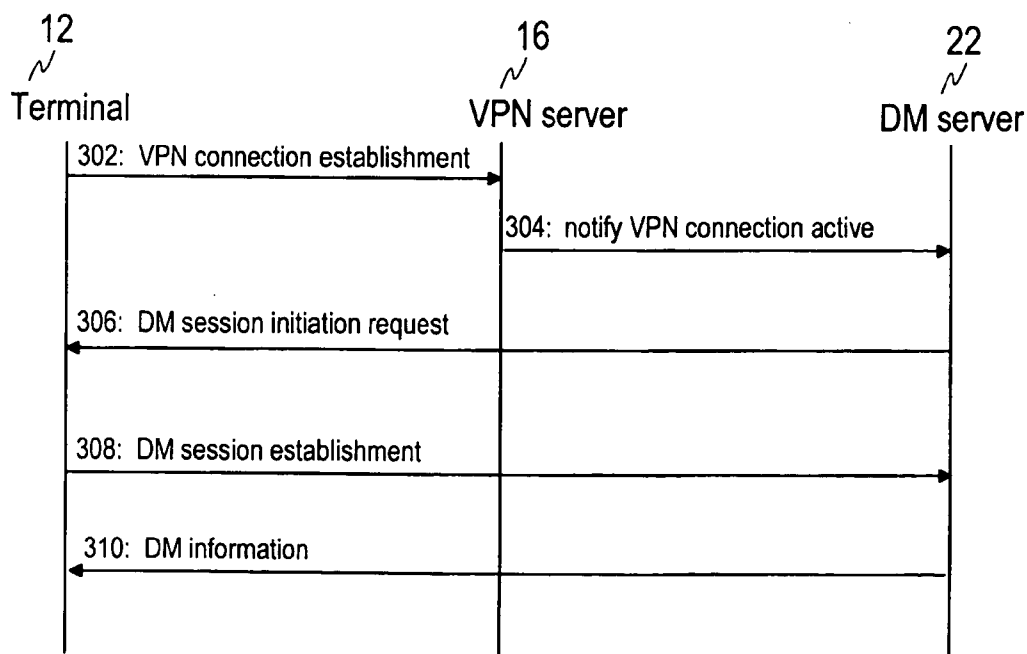 12
16
22
Terminal
VPN server
DM server
302: VPN connection establishment
304: notify VPN connection active
306: DM session initiation request
308: DM session establishment
310: DM information